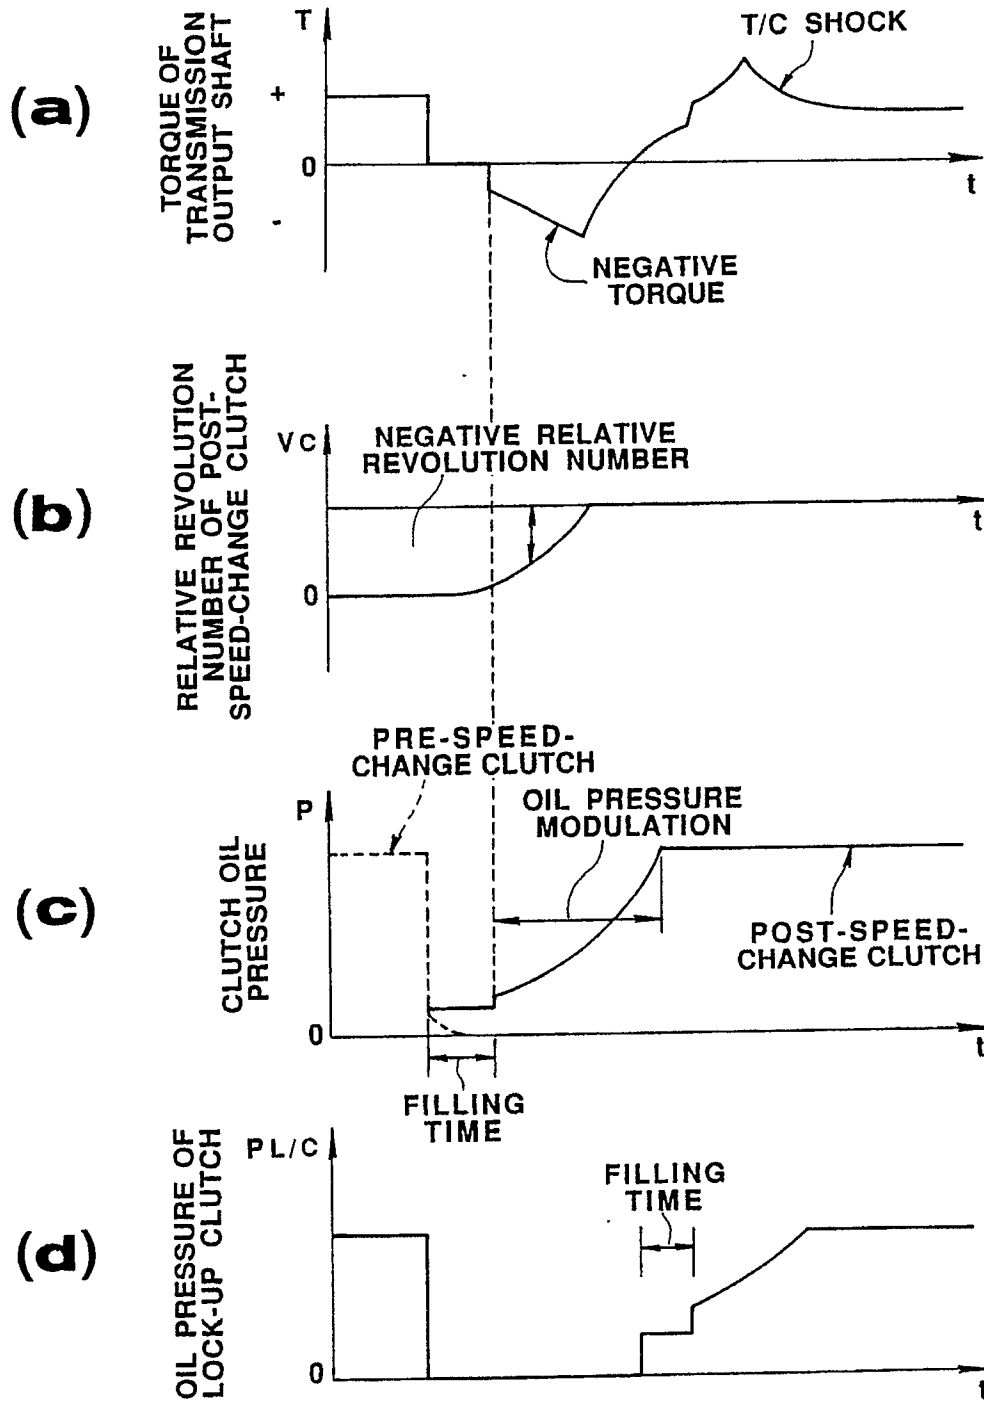 (a)
TORQUE OF
TRANSMISSION
OUTPUT SHAFT
T
+
0
-
t
T/C SHOCK
NEGATIVE
TORQUE
(b)
RELATIVE REVOLUTION
NUMBER OF POST-
SPEED-CHANGE CLUTCH
VC
0
t
NEGATIVE RELATIVE
REVOLUTION NUMBER
(c)
CLUTCH OIL
PRESSURE
P
0
t
PRE-SPEED-
CHANGE CLUTCH
OIL PRESSURE
MODULATION
POST-SPEED-
CHANGE CLUTCH
FILLING
TIME
(d)
OIL PRESSURE OF
LOCK-UP CLUTCH
PL/C
0
t
FILLING
TIME